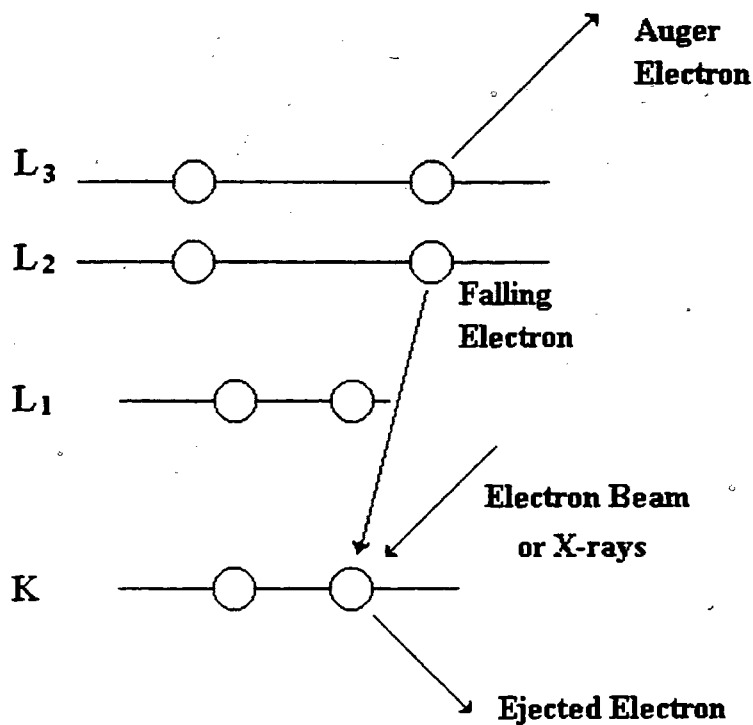 Auger
Electron
L₃
L₂
Falling
Electron
L₁
Electron Beam
or X-rays
K
Ejected Electron